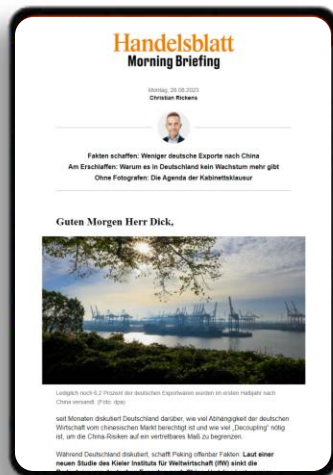 Handelsblatt
Morning Briefing
Montag, 28.08.2023
Christian Rickens
Fakten schaffen: Weniger deutsche Exporte nach China
Am Erschlaffen: Warum es in Deutschland kein Wachstum mehr gibt
Ohne Fotografen: Die Agenda der Kabinettsklausur
Guten Morgen Herr Dick,
Lediglich noch 6,2 Prozent der deutschen Exportwaren wurden im ersten Halbjahr nach
China versandt. (Foto: dpa)
seit Monaten diskutiert Deutschland darüber, wie viel Abhängigkeit der deutschen
Wirtschaft vom chinesischen Markt berechtigt ist und wie viel „Decoupling" nötig
ist, um die China-Risiken auf ein vertretbares Maß zu begrenzen.
Während Deutschland diskutiert, schafft Peking offenbar Fakten. Laut einer
neuen Studie des Kieler Instituts für Weltwirtschaft (IfW) sinkt die